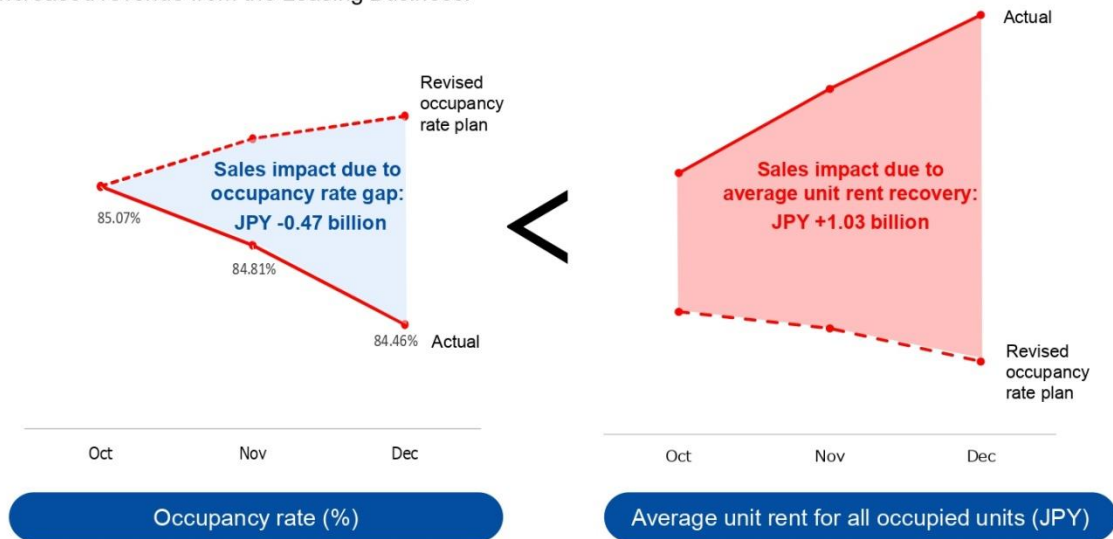 Revised
occupancy
rate plan
Sales impact due to
occupancy rate gap:
JPY -0.47 billion
85.07%
84.81%
84.46%
Actual
Oct
Nov
Dec
Occupancy rate (%)
<
Actual
Sales impact due to
average unit rent recovery:
JPY +1.03 billion
Revised
occupancy
rate plan
Oct
Nov
Dec
Average unit rent for all occupied units (JPY)